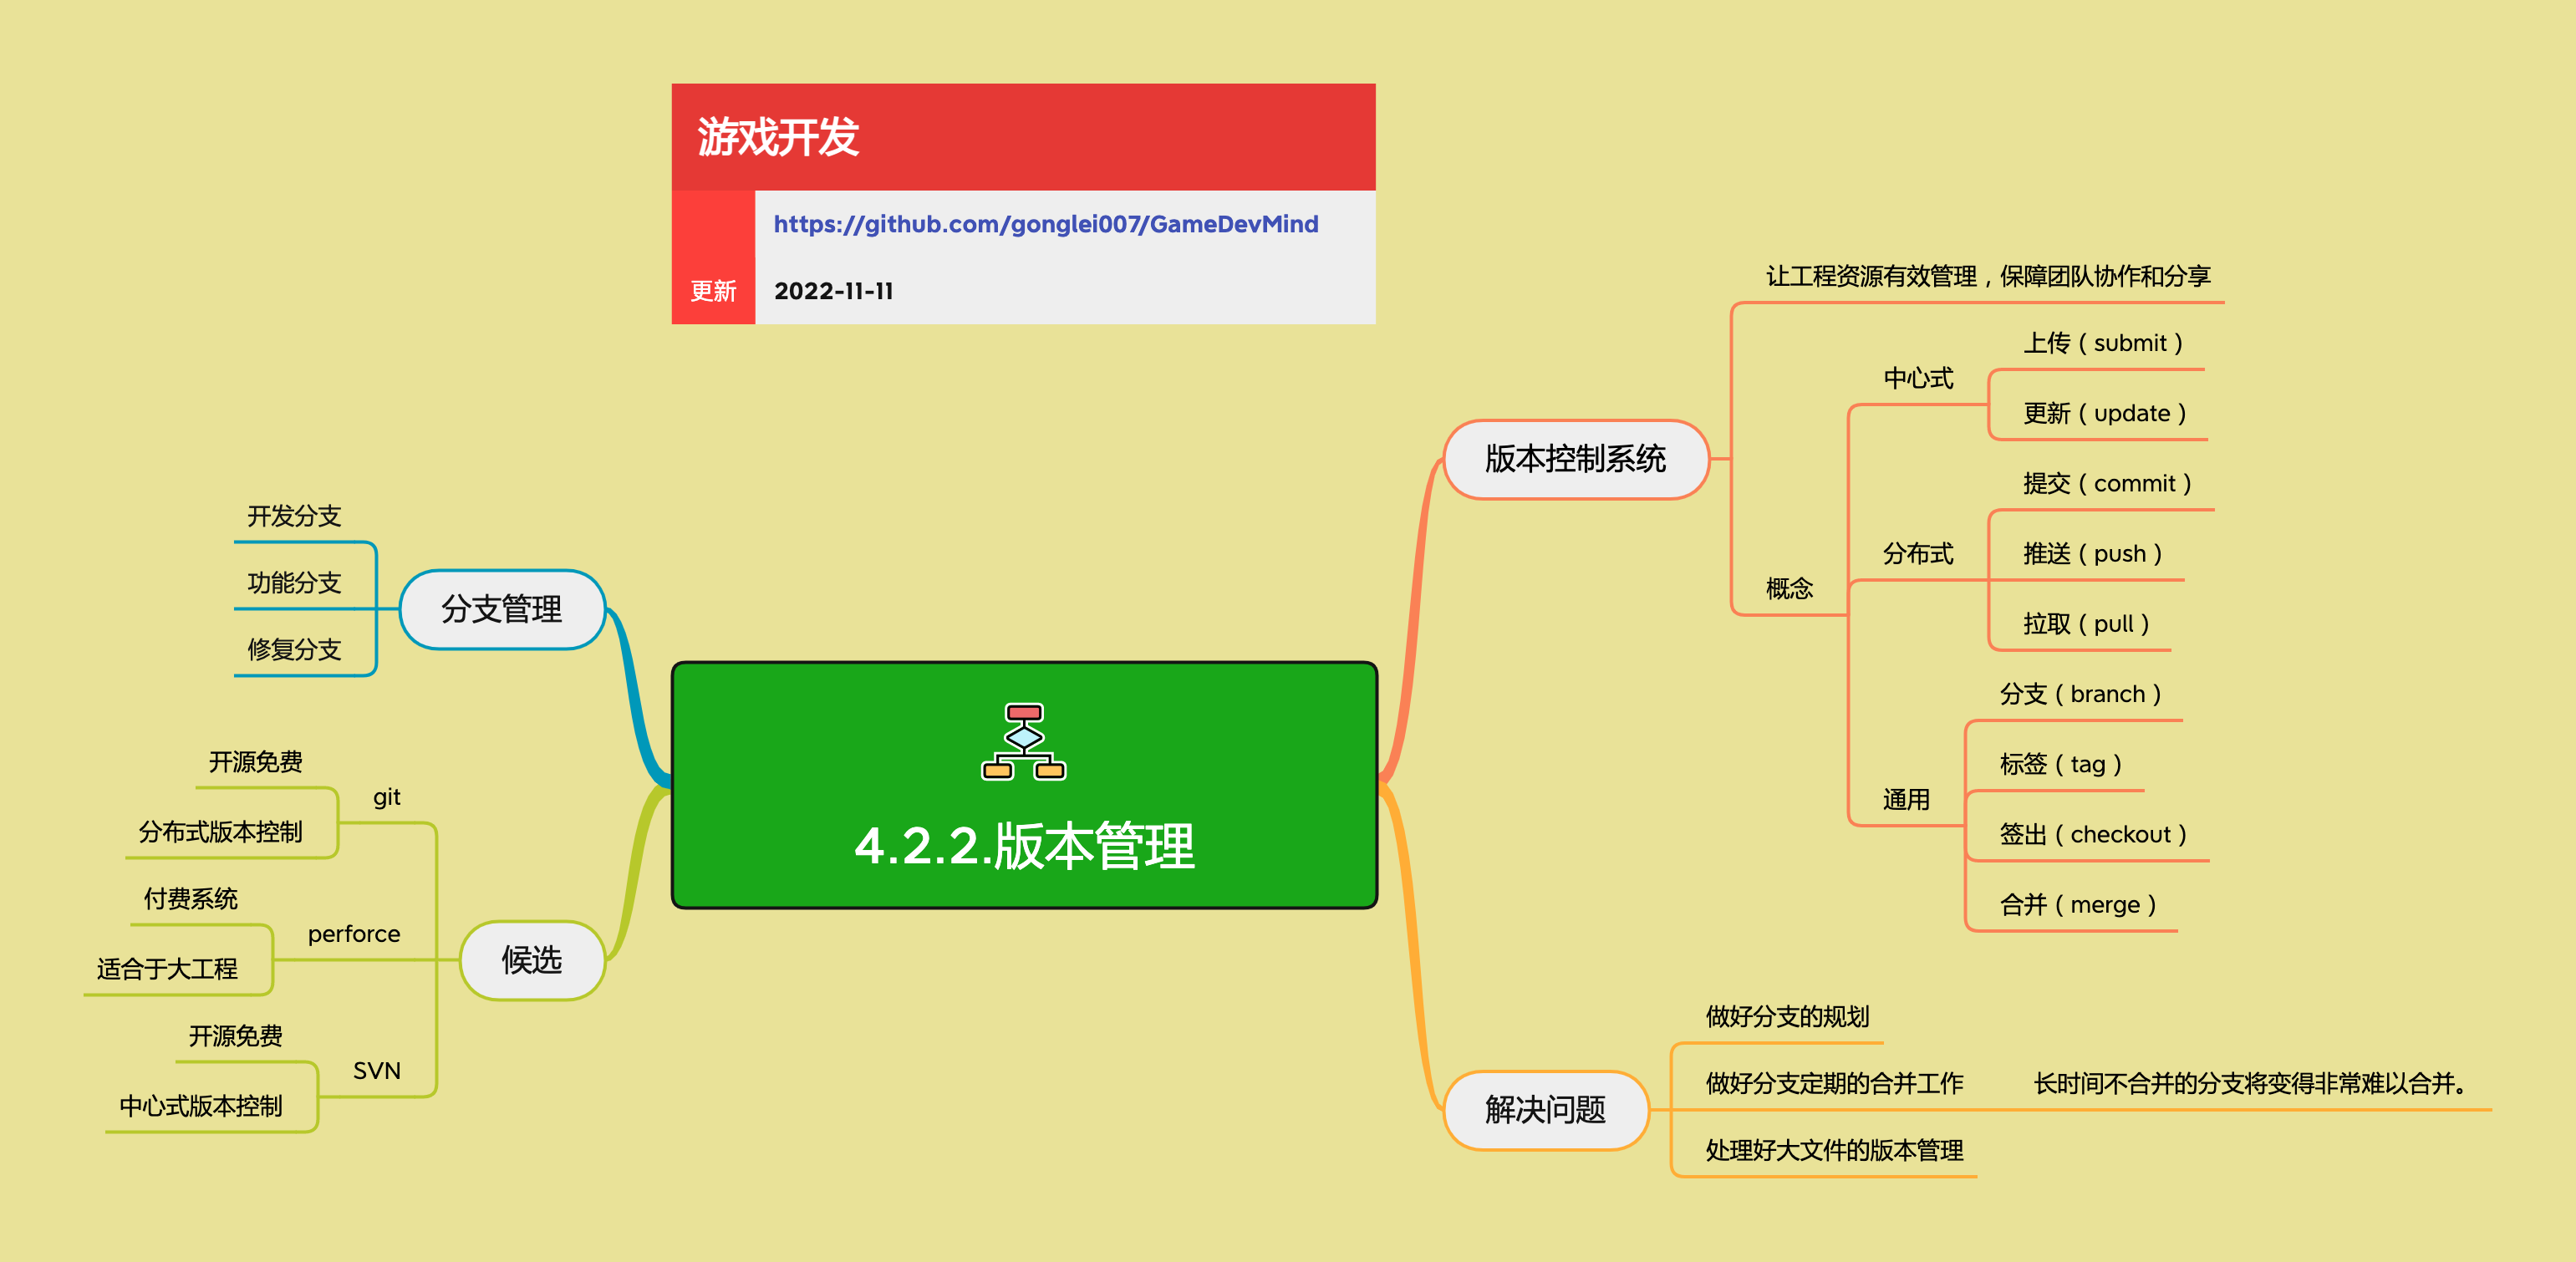 游戏开发
https://github.com/gonglei007/GameDevMind
更新 2022-11-11
4.2.2.版本管理
版本控制系统
让工程资源有效管理，保障团队协作和分享
概念
中心式
上传（submit）
更新（update）
分布式
提交（commit）
推送（push）
拉取（pull）
通用
分支（branch）
标签（tag）
签出（checkout）
合并（merge）
解决问题
做好分支的规划
做好分支定期的合并工作
长时间不合并的分支将变得非常难以合并。
处理好大文件的版本管理
分支管理
开发分支
功能分支
修复分支
候选
git
开源免费
分布式版本控制
perforce
付费系统
适合于大工程
SVN
开源免费
中心式版本控制